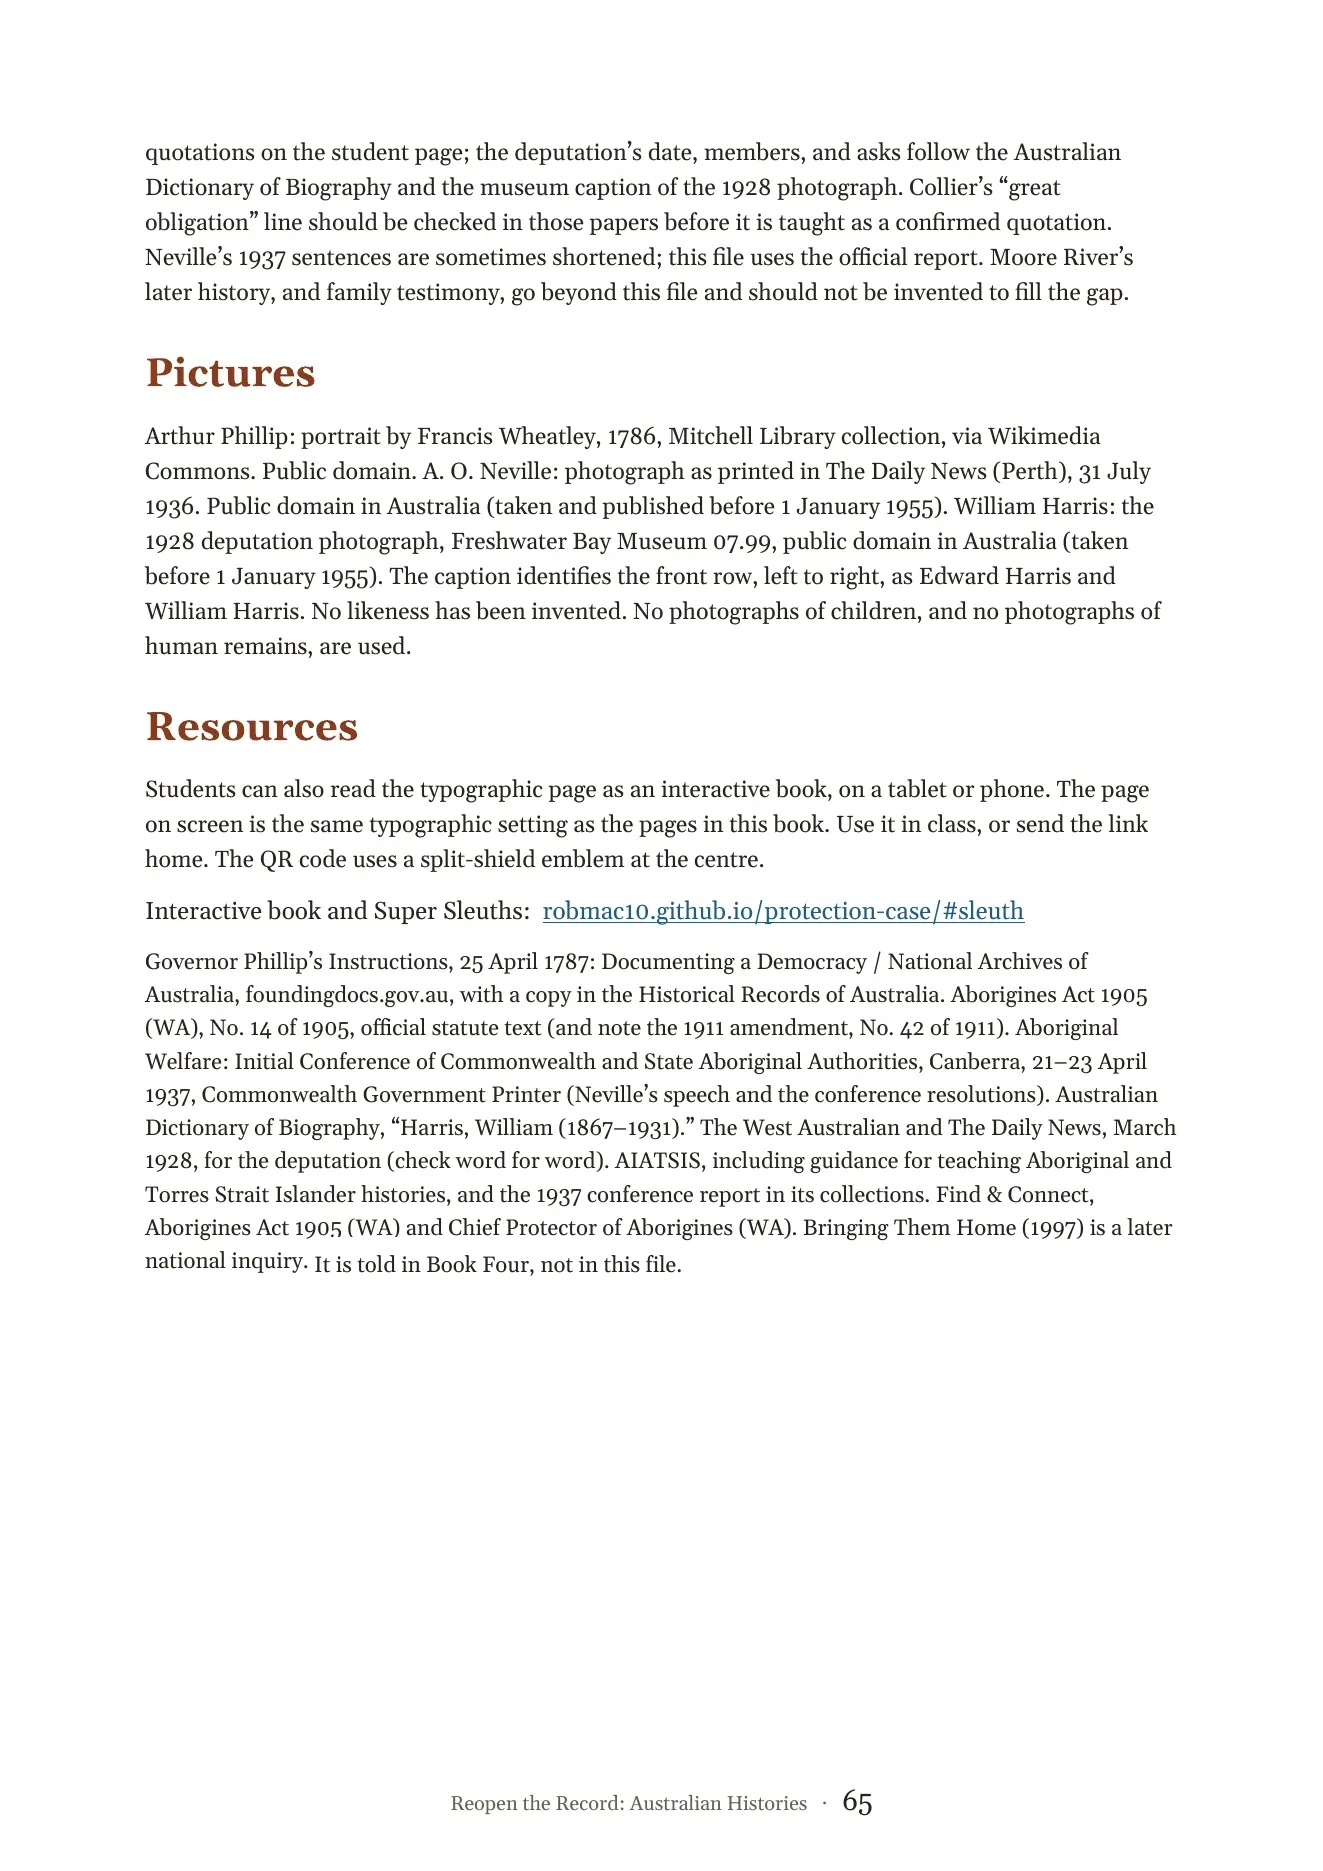 quotations on the student page; the deputation’s date, members, and asks follow the Australian
Dictionary of Biography and the museum caption of the 1928 photograph. Collier’s “great
obligation” line should be checked in those papers before it is taught as a confirmed quotation.
Neville’s 1937 sentences are sometimes shortened; this file uses the official report. Moore River’s
later history, and family testimony, go beyond this file and should not be invented to fill the gap.
Pictures
Arthur Phillip: portrait by Francis Wheatley, 1786, Mitchell Library collection, via Wikimedia
Commons. Public domain. A. O. Neville: photograph as printed in The Daily News (Perth), 31 July
1936. Public domain in Australia (taken and published before 1 January 1955). William Harris: the
1928 deputation photograph, Freshwater Bay Museum 07.99, public domain in Australia (taken
before 1 January 1955). The caption identifies the front row, left to right, as Edward Harris and
William Harris. No likeness has been invented. No photographs of children, and no photographs of
human remains, are used.
Resources
Students can also read the typographic page as an interactive book, on a tablet or phone. The page
on screen is the same typographic setting as the pages in this book. Use it in class, or send the link
home. The QR code uses a split-shield emblem at the centre.
Interactive book and Super Sleuths: robmac10.github.io/protection-case/#sleuth
Governor Phillip’s Instructions, 25 April 1787: Documenting a Democracy / National Archives of
Australia, foundingdocs.gov.au, with a copy in the Historical Records of Australia. Aborigines Act 1905
(WA), No. 14 of 1905, official statute text (and note the 1911 amendment, No. 42 of 1911). Aboriginal
Welfare: Initial Conference of Commonwealth and State Aboriginal Authorities, Canberra, 21–23 April
1937, Commonwealth Government Printer (Neville’s speech and the conference resolutions). Australian
Dictionary of Biography, “Harris, William (1867–1931).” The West Australian and The Daily News, March
1928, for the deputation (check word for word). AIATSIS, including guidance for teaching Aboriginal and
Torres Strait Islander histories, and the 1937 conference report in its collections. Find & Connect,
Aborigines Act 1905 (WA) and Chief Protector of Aborigines (WA). Bringing Them Home (1997) is a later
national inquiry. It is told in Book Four, not in this file.
Reopen the Record: Australian Histories · 65